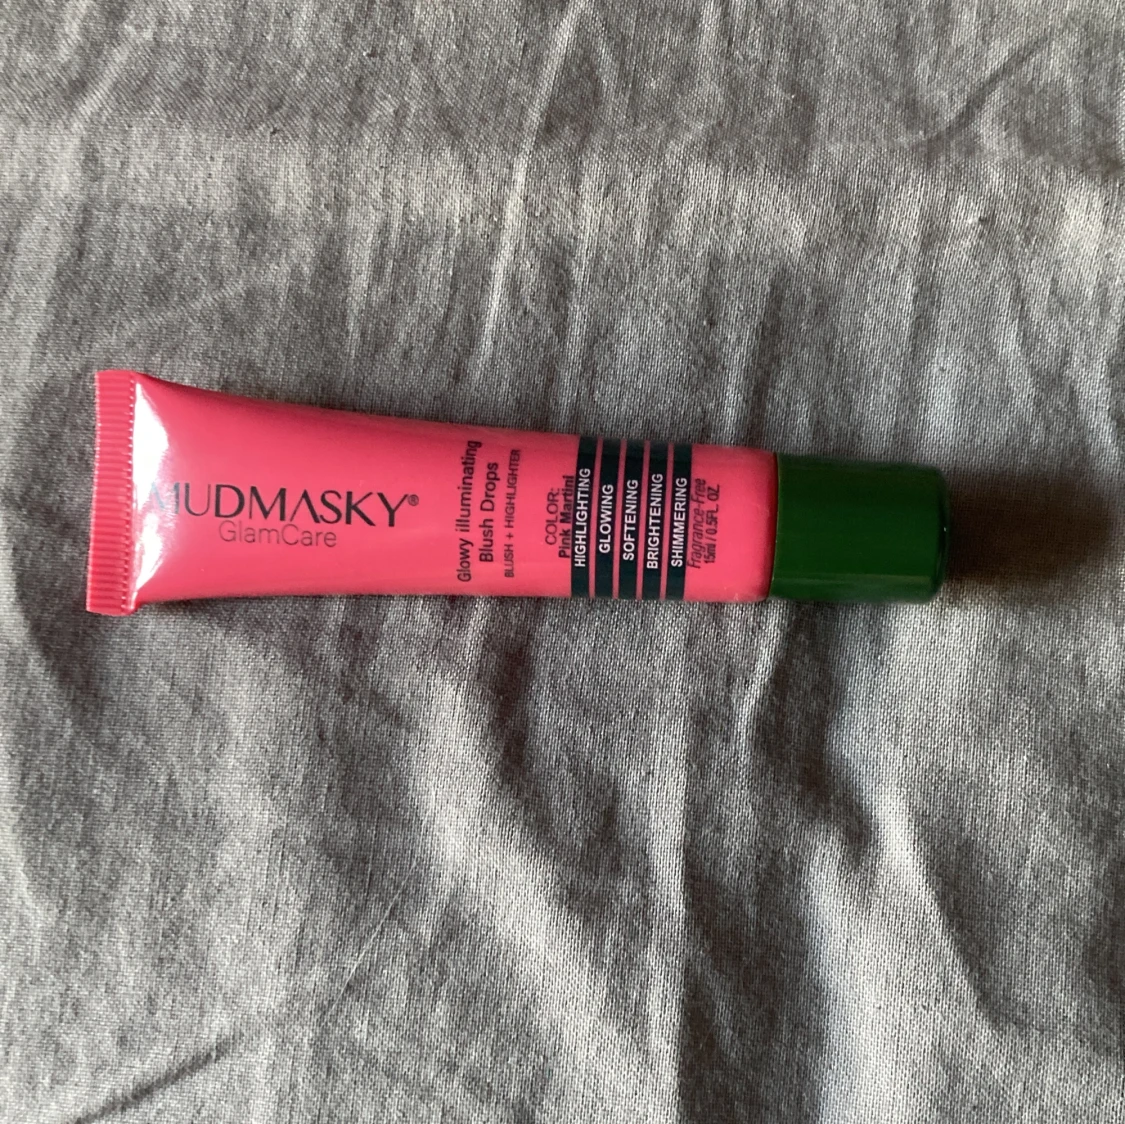 MUDMASKY®
GlamCare
Glowy illuminating
Blush Drops
BLUSH + HIGHLIGHTER
COLOR:
Pink Martini
HIGHLIGHTING
GLOWING
SOFTENING
BRIGHTENING
SHIMMERING
Fragrance-Free
15ml / 0.5FL OZ